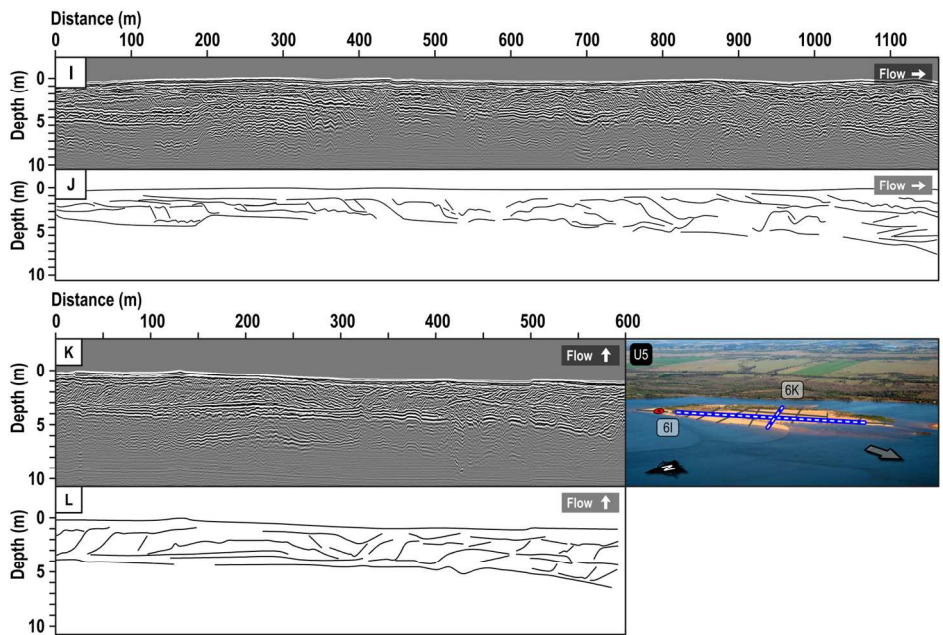 Distance (m)
0 100 200 300 400 500 600 700 800 900 1000 1100
I
Flow →
Depth (m)
0
5
10
J
Flow →
Depth (m)
0
5
10
Distance (m)
0 100 200 300 400 500 600
K
Flow ↑
Depth (m)
0
5
10
U5
6K
6I
N
L
Flow ↑
Depth (m)
0
5
10